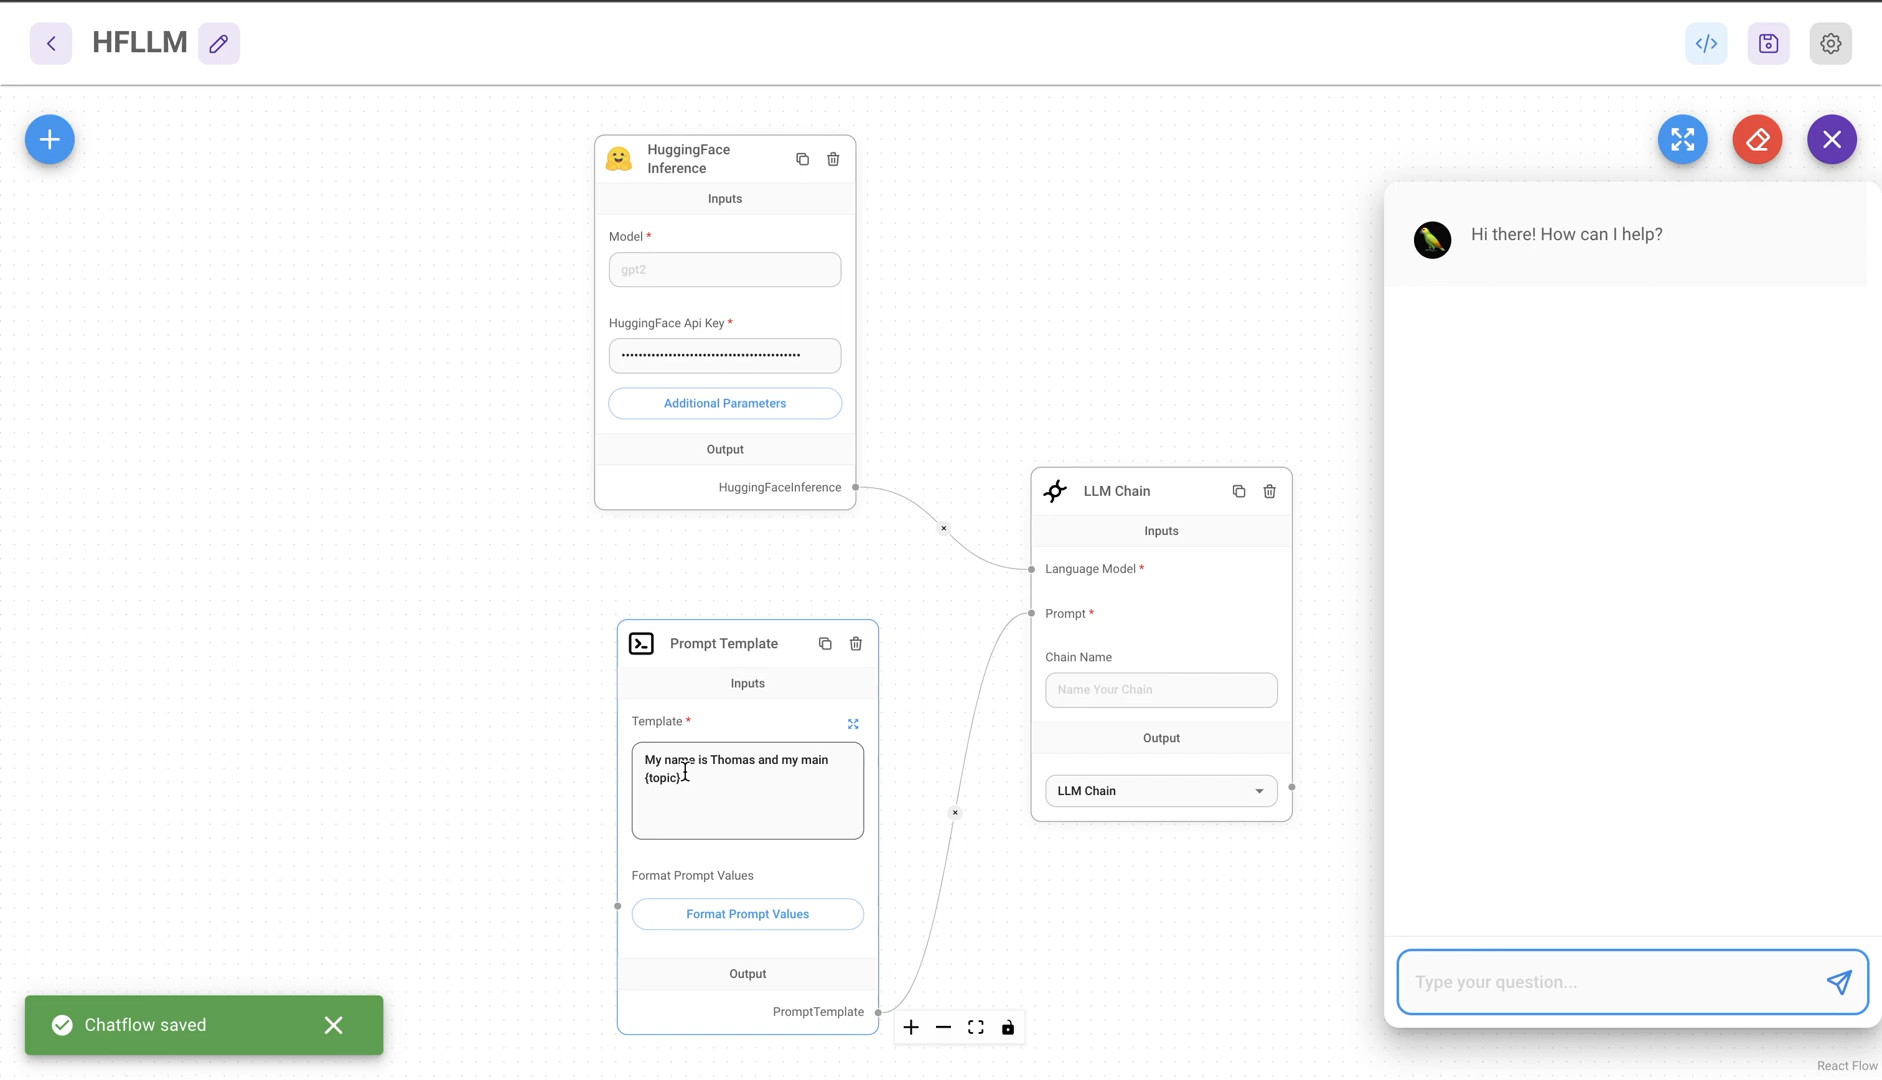 HFLLM
</>
HuggingFace
Inference
Inputs
Model *
gpt2
HuggingFace Api Key *
••••••••••••••••••••••••••••••••••••••••••
Additional Parameters
Output
HuggingFaceInference
LLM Chain
Inputs
Language Model *
Prompt *
Chain Name
Name Your Chain
Output
LLM Chain
Prompt Template
Inputs
Template *
My name is Thomas and my main
{topic}
Format Prompt Values
Format Prompt Values
Output
PromptTemplate
Hi there! How can I help?
Type your question...
Chatflow saved
React Flow